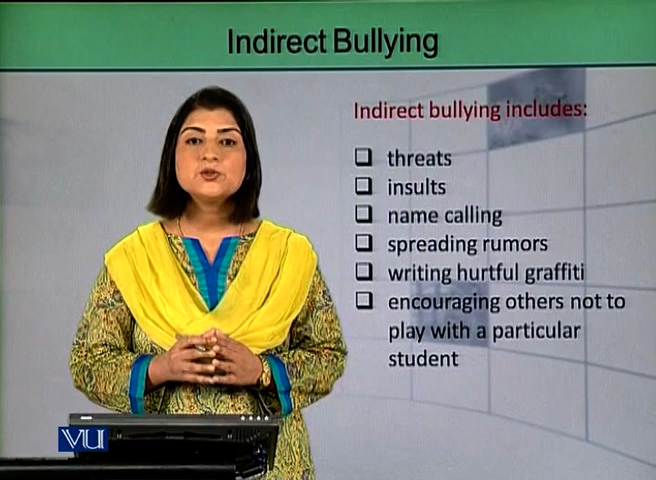 Indirect Bullying
Indirect bullying includes:
threats
insults
name calling
spreading rumors
writing hurtful graffiti
encouraging others not to
play with a particular
student
VU